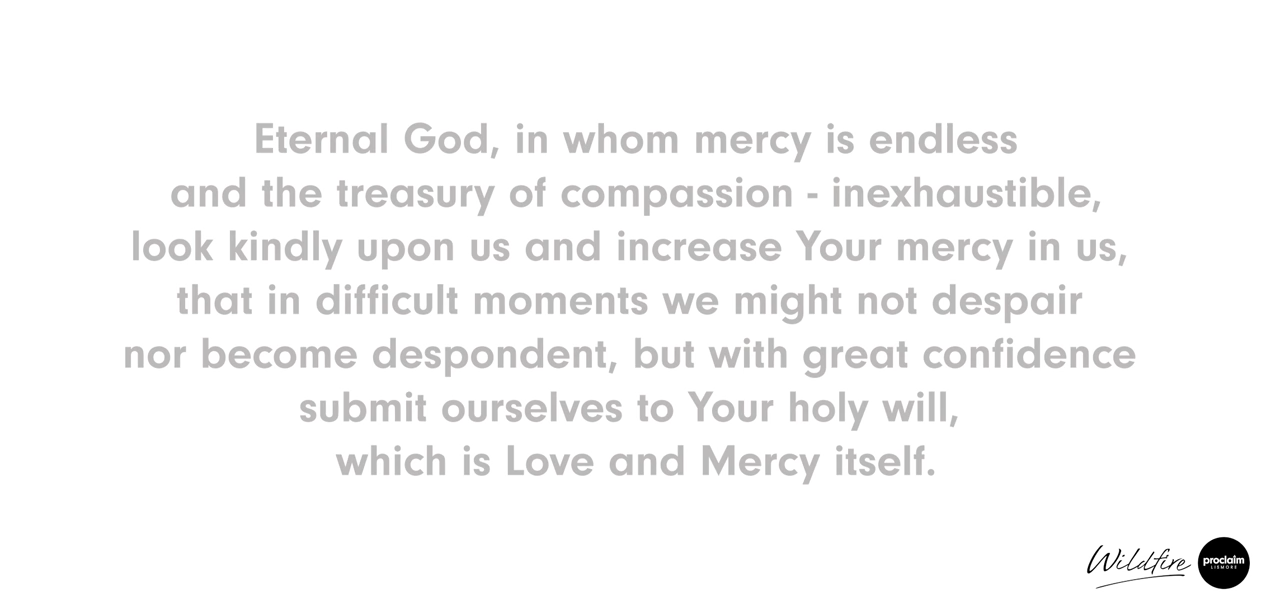 Eternal God, in whom mercy is endless
and the treasury of compassion - inexhaustible,
look kindly upon us and increase Your mercy in us,
that in difficult moments we might not despair
nor become despondent, but with great confidence
submit ourselves to Your holy will,
which is Love and Mercy itself.
Wildfire
proclaim
LISMORE